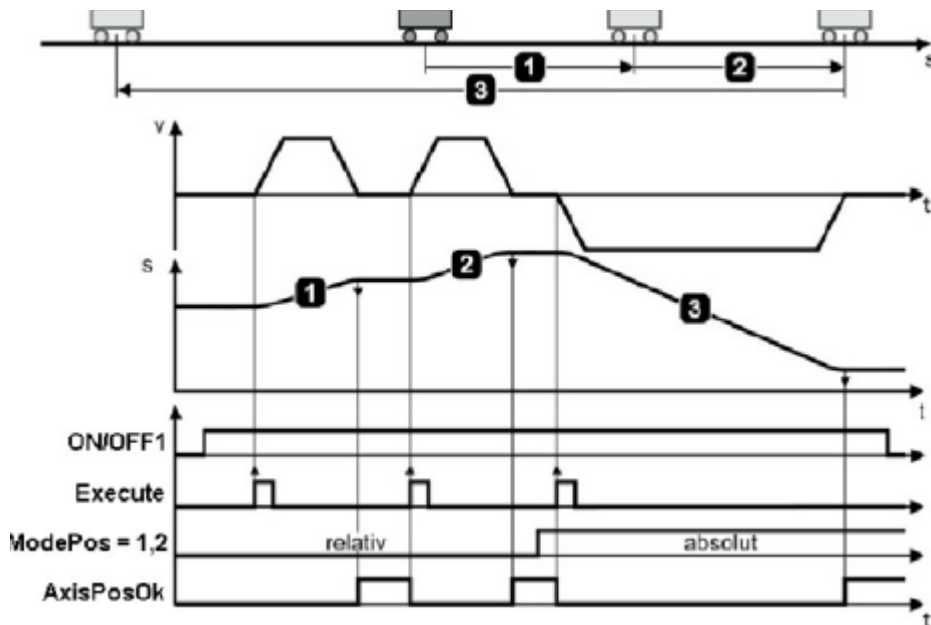 s
1
2
3
v
t
s
1
2
3
t
ON/OFF1
Execute
ModePos = 1,2
relativ
absolut
AxisPosOk
t